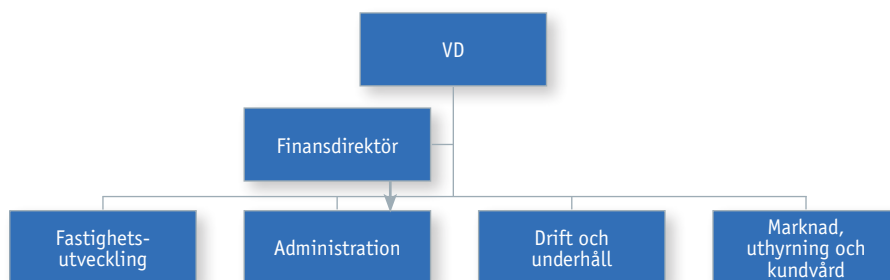 VD
Finansdirektör
Fastighets-
utveckling
Administration
Drift och
underhåll
Marknad,
uthyrning och
kundvård